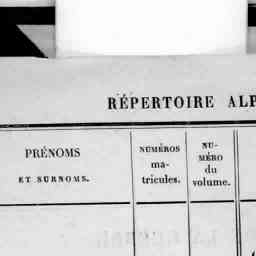 RÉPERTOIRE ALP
PRÉNOMS
ET SURNOMS.
NUMÉROS
ma-
tricules.
NU-
MÉRO
du
volume.